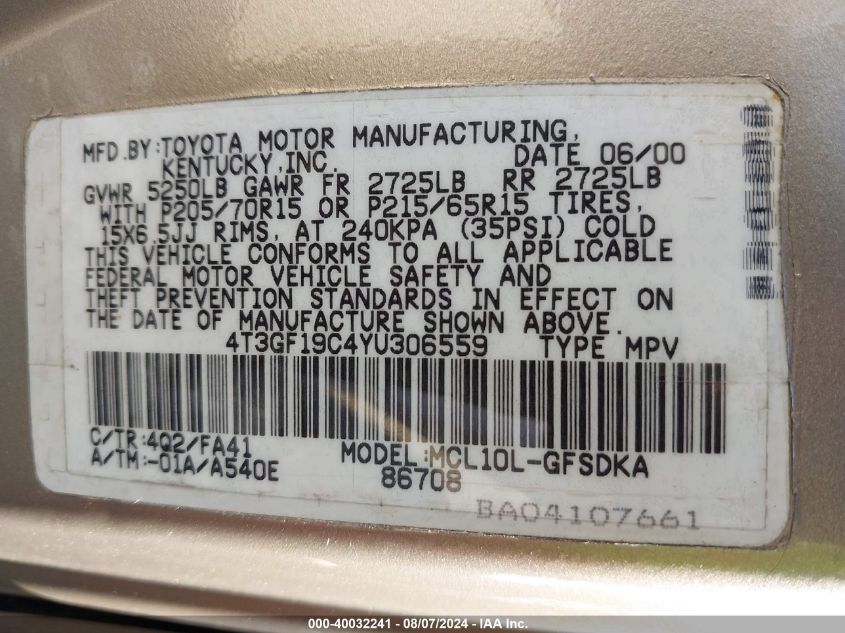 MFD.BY:TOYOTA MOTOR MANUFACTURING,
KENTUCKY,INC. DATE 06/00
GVWR 5250LB GAWR FR 2725LB RR 2725LB
WITH P205/70R15 OR P215/65R15 TIRES,
15X6.5JJ RIMS, AT 240KPA (35PSI) COLD
THIS VEHICLE CONFORMS TO ALL APPLICABLE
FEDERAL MOTOR VEHICLE SAFETY AND
THEFT PREVENTION STANDARDS IN EFFECT ON
THE DATE OF MANUFACTURE SHOWN ABOVE.
4T3GF19C4YU306559 TYPE MPV
C/TR:4Q2/FA41 MODEL:MCL10L-GFSDKA
A/TM:-01A/A540E 86708
BA04107661
000-40032241 - 08/07/2024 - IAA Inc.